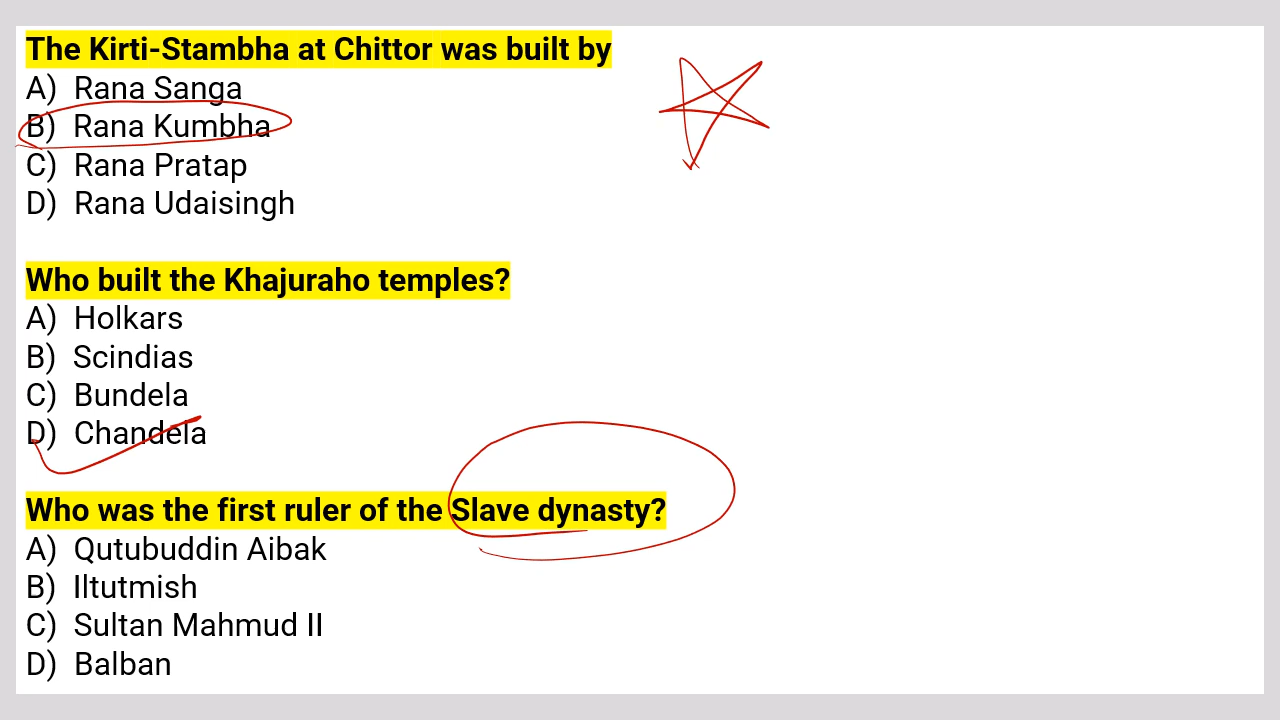 The Kirti-Stambha at Chittor was built by
A) Rana Sanga
B) Rana Kumbha
C) Rana Pratap
D) Rana Udaisingh
Who built the Khajuraho temples?
A) Holkars
B) Scindias
C) Bundela
D) Chandela
Who was the first ruler of the Slave dynasty?
A) Qutubuddin Aibak
B) Iltutmish
C) Sultan Mahmud II
D) Balban